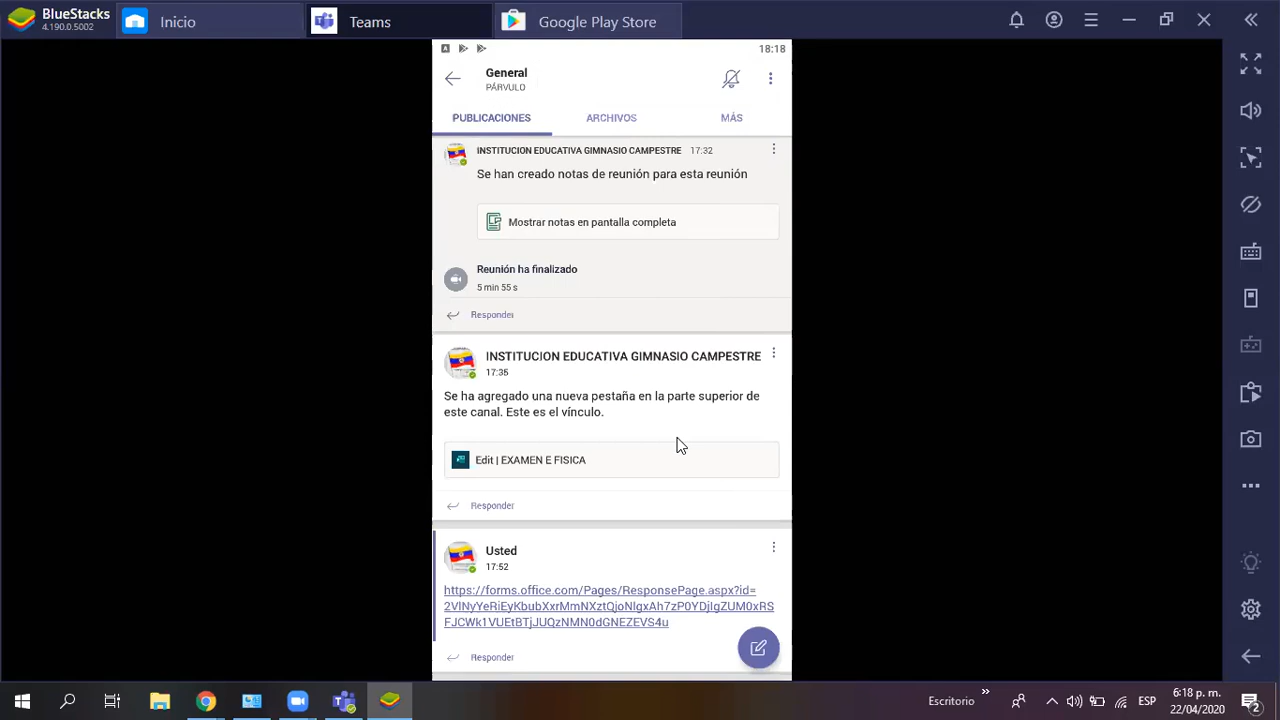 BlueStacks
4.190.0.5002
Inicio
Teams
Google Play Store
18:18
General
PÁRVULO
PUBLICACIONES
ARCHIVOS
MÁS
INSTITUCION EDUCATIVA GIMNASIO CAMPESTRE 17:32
Se han creado notas de reunión para esta reunión
Mostrar notas en pantalla completa
Reunión ha finalizado
5 min 55 s
Responder
INSTITUCION EDUCATIVA GIMNASIO CAMPESTRE
17:35
Se ha agregado una nueva pestaña en la parte superior de
este canal. Este es el vínculo.
Edit | EXAMEN E FISICA
Responder
Usted
17:52
https://forms.office.com/Pages/ResponsePage.aspx?id=
2VlNyYeRiEyKbubXxrMmNXztQjoNIgxAh7zP0YDjIgZUM0xRS
FJCWk1VUEtBTjJUQzNMN0dGNEZEVS4u
Responder
Escritorio
ESP
6:18 p. m.
22/04/2020
2